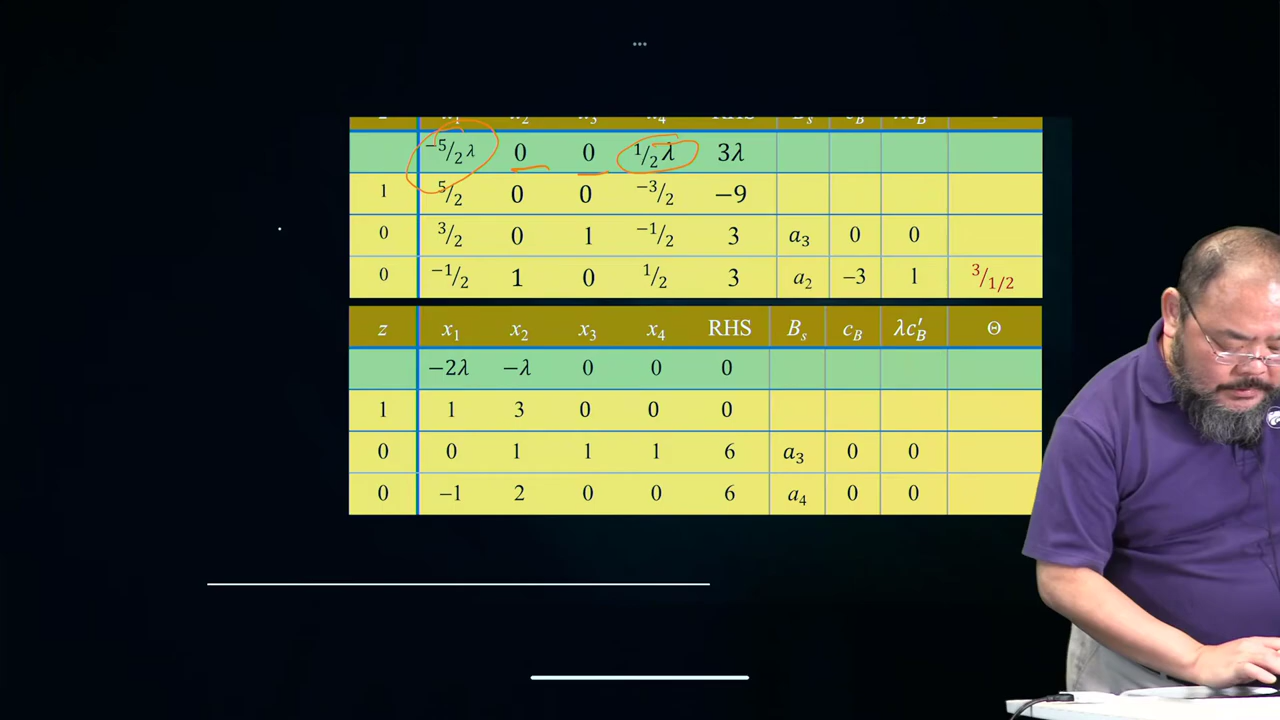 •••
-5/2 λ 0 0 1/2 λ 3λ
1 5/2 0 0 -3/2 -9
0 3/2 0 1 -1/2 3 a₃ 0 0
0 -1/2 1 0 1/2 3 a₂ -3 1 3/1/2
z x₁ x₂ x₃ x₄ RHS Bₛ c_B λc′_B Θ
-2λ -λ 0 0 0
1 1 3 0 0 0
0 0 1 1 1 6 a₃ 0 0
0 -1 2 0 0 6 a₄ 0 0